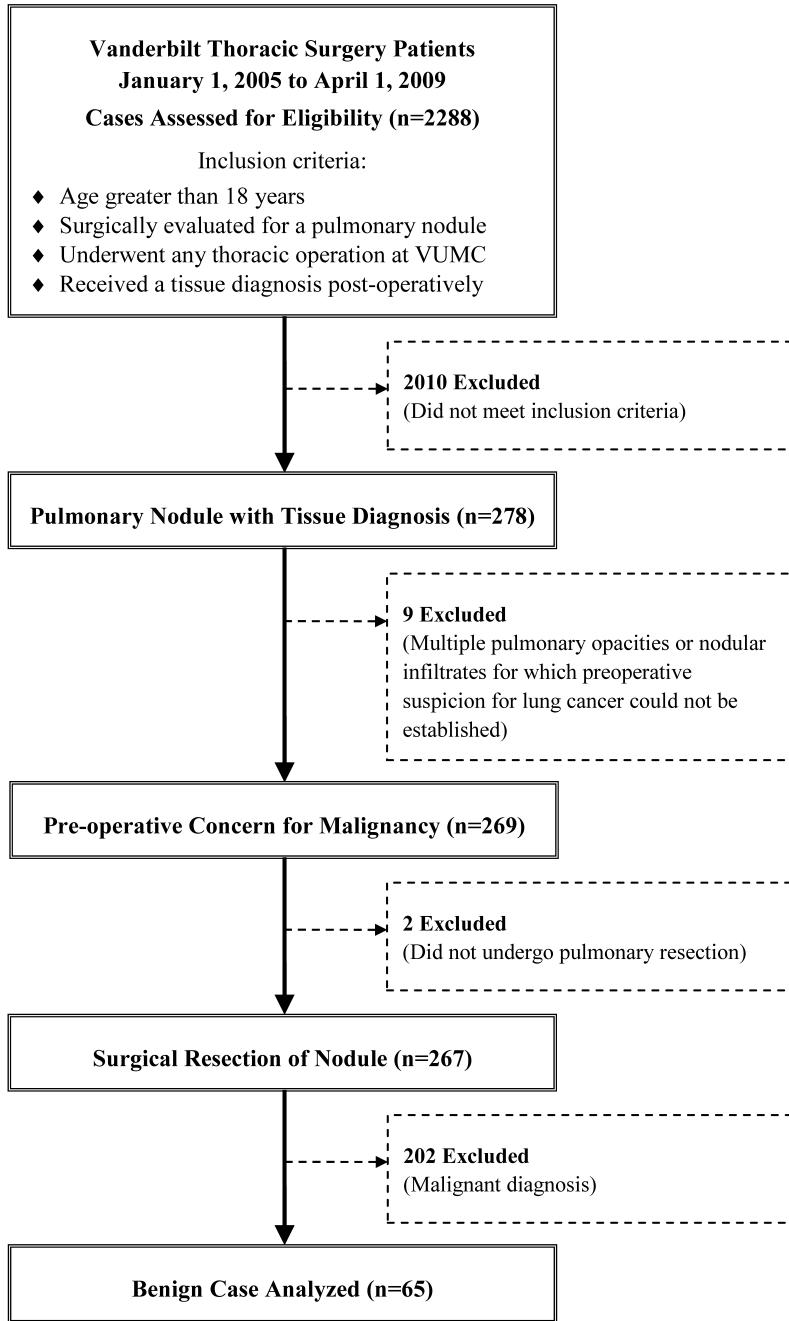 Vanderbilt Thoracic Surgery Patients
January 1, 2005 to April 1, 2009
Cases Assessed for Eligibility (n=2288)
Inclusion criteria:
♦ Age greater than 18 years
♦ Surgically evaluated for a pulmonary nodule
♦ Underwent any thoracic operation at VUMC
♦ Received a tissue diagnosis post-operatively
2010 Excluded
(Did not meet inclusion criteria)
Pulmonary Nodule with Tissue Diagnosis (n=278)
9 Excluded
(Multiple pulmonary opacities or nodular
infiltrates for which preoperative
suspicion for lung cancer could not be
established)
Pre-operative Concern for Malignancy (n=269)
2 Excluded
(Did not undergo pulmonary resection)
Surgical Resection of Nodule (n=267)
202 Excluded
(Malignant diagnosis)
Benign Case Analyzed (n=65)